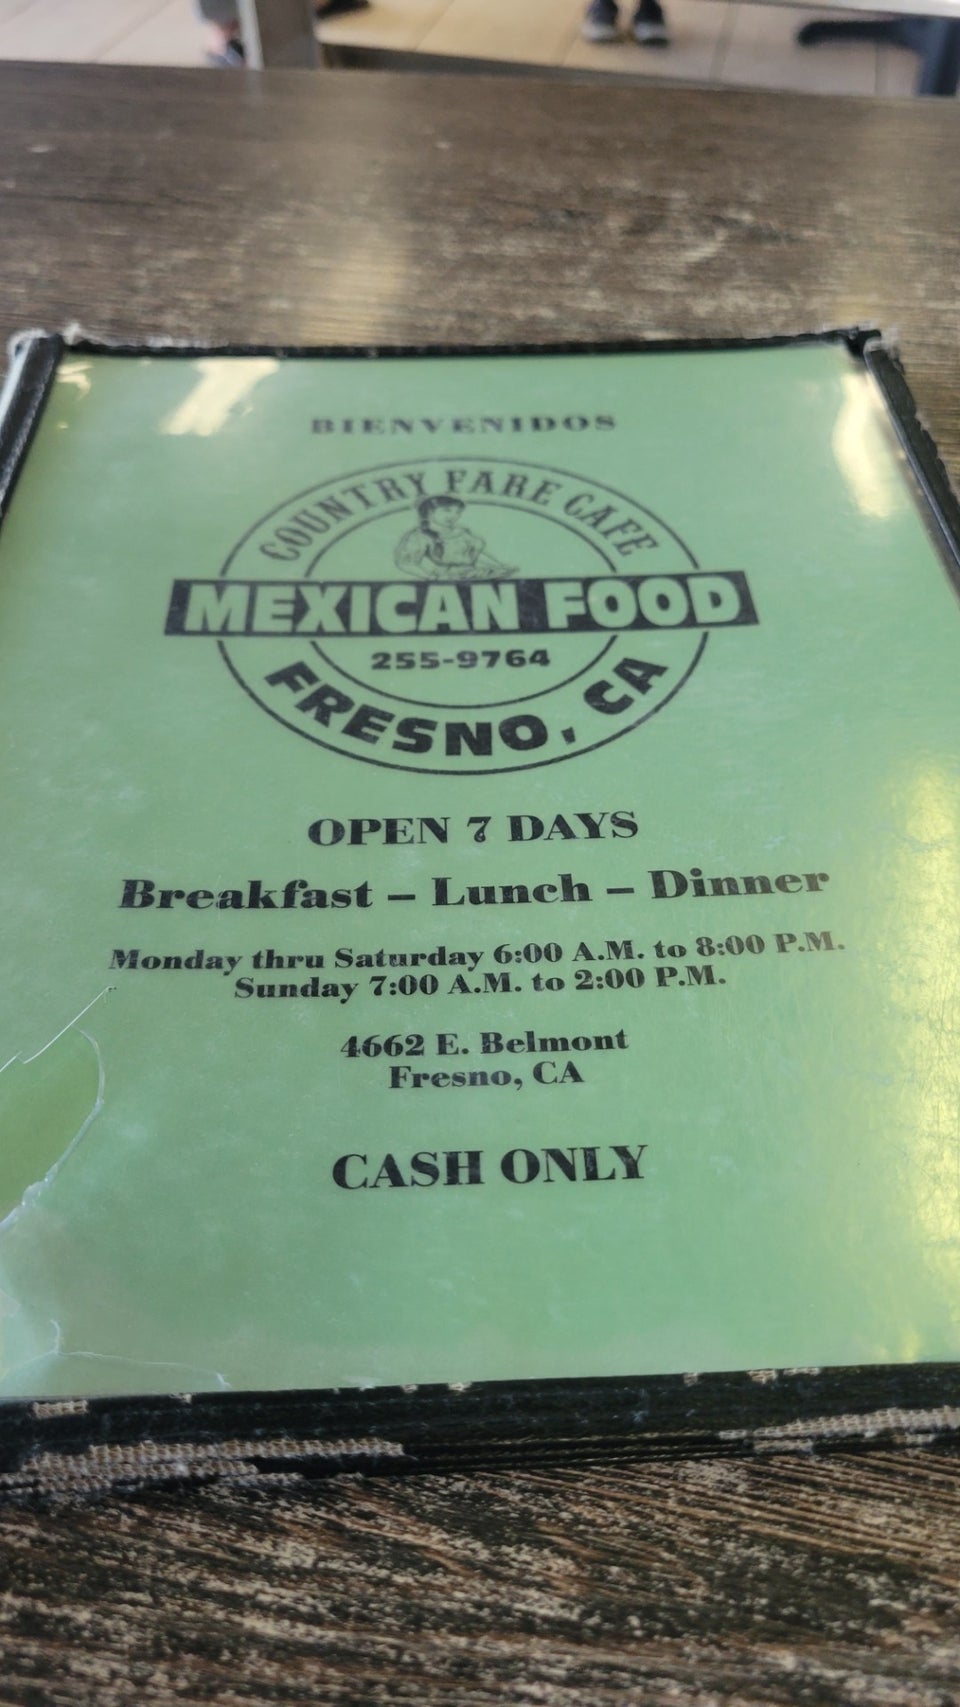 BIENVENIDOS
COUNTRY FARE CAFE
MEXICAN FOOD
255-9764
FRESNO, CA
OPEN 7 DAYS
Breakfast – Lunch – Dinner
Monday thru Saturday 6:00 A.M. to 8:00 P.M.
Sunday 7:00 A.M. to 2:00 P.M.
4662 E. Belmont
Fresno, CA
CASH ONLY